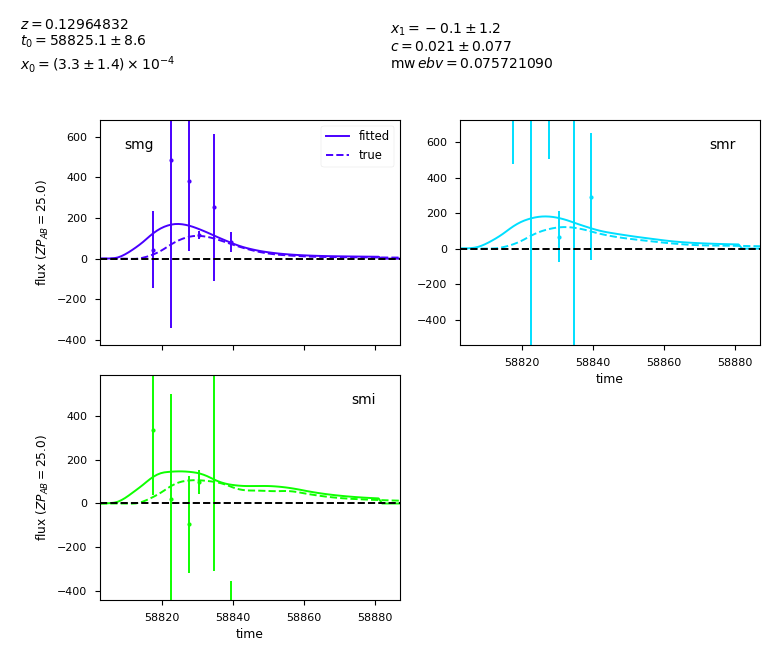 z = 0.12964832
t₀ = 58825.1 ± 8.6
x₀ = (3.3 ± 1.4) × 10⁻⁴
x₁ = −0.1 ± 1.2
c = 0.021 ± 0.077
mw ebv = 0.075721090
smg
fitted
true
600
400
200
0
−200
−400
flux (ZP_AB = 25.0)
smr
600
400
200
0
−200
−400
58820 58840 58860 58880
time
smi
400
200
0
−200
−400
flux (ZP_AB = 25.0)
58820 58840 58860 58880
time